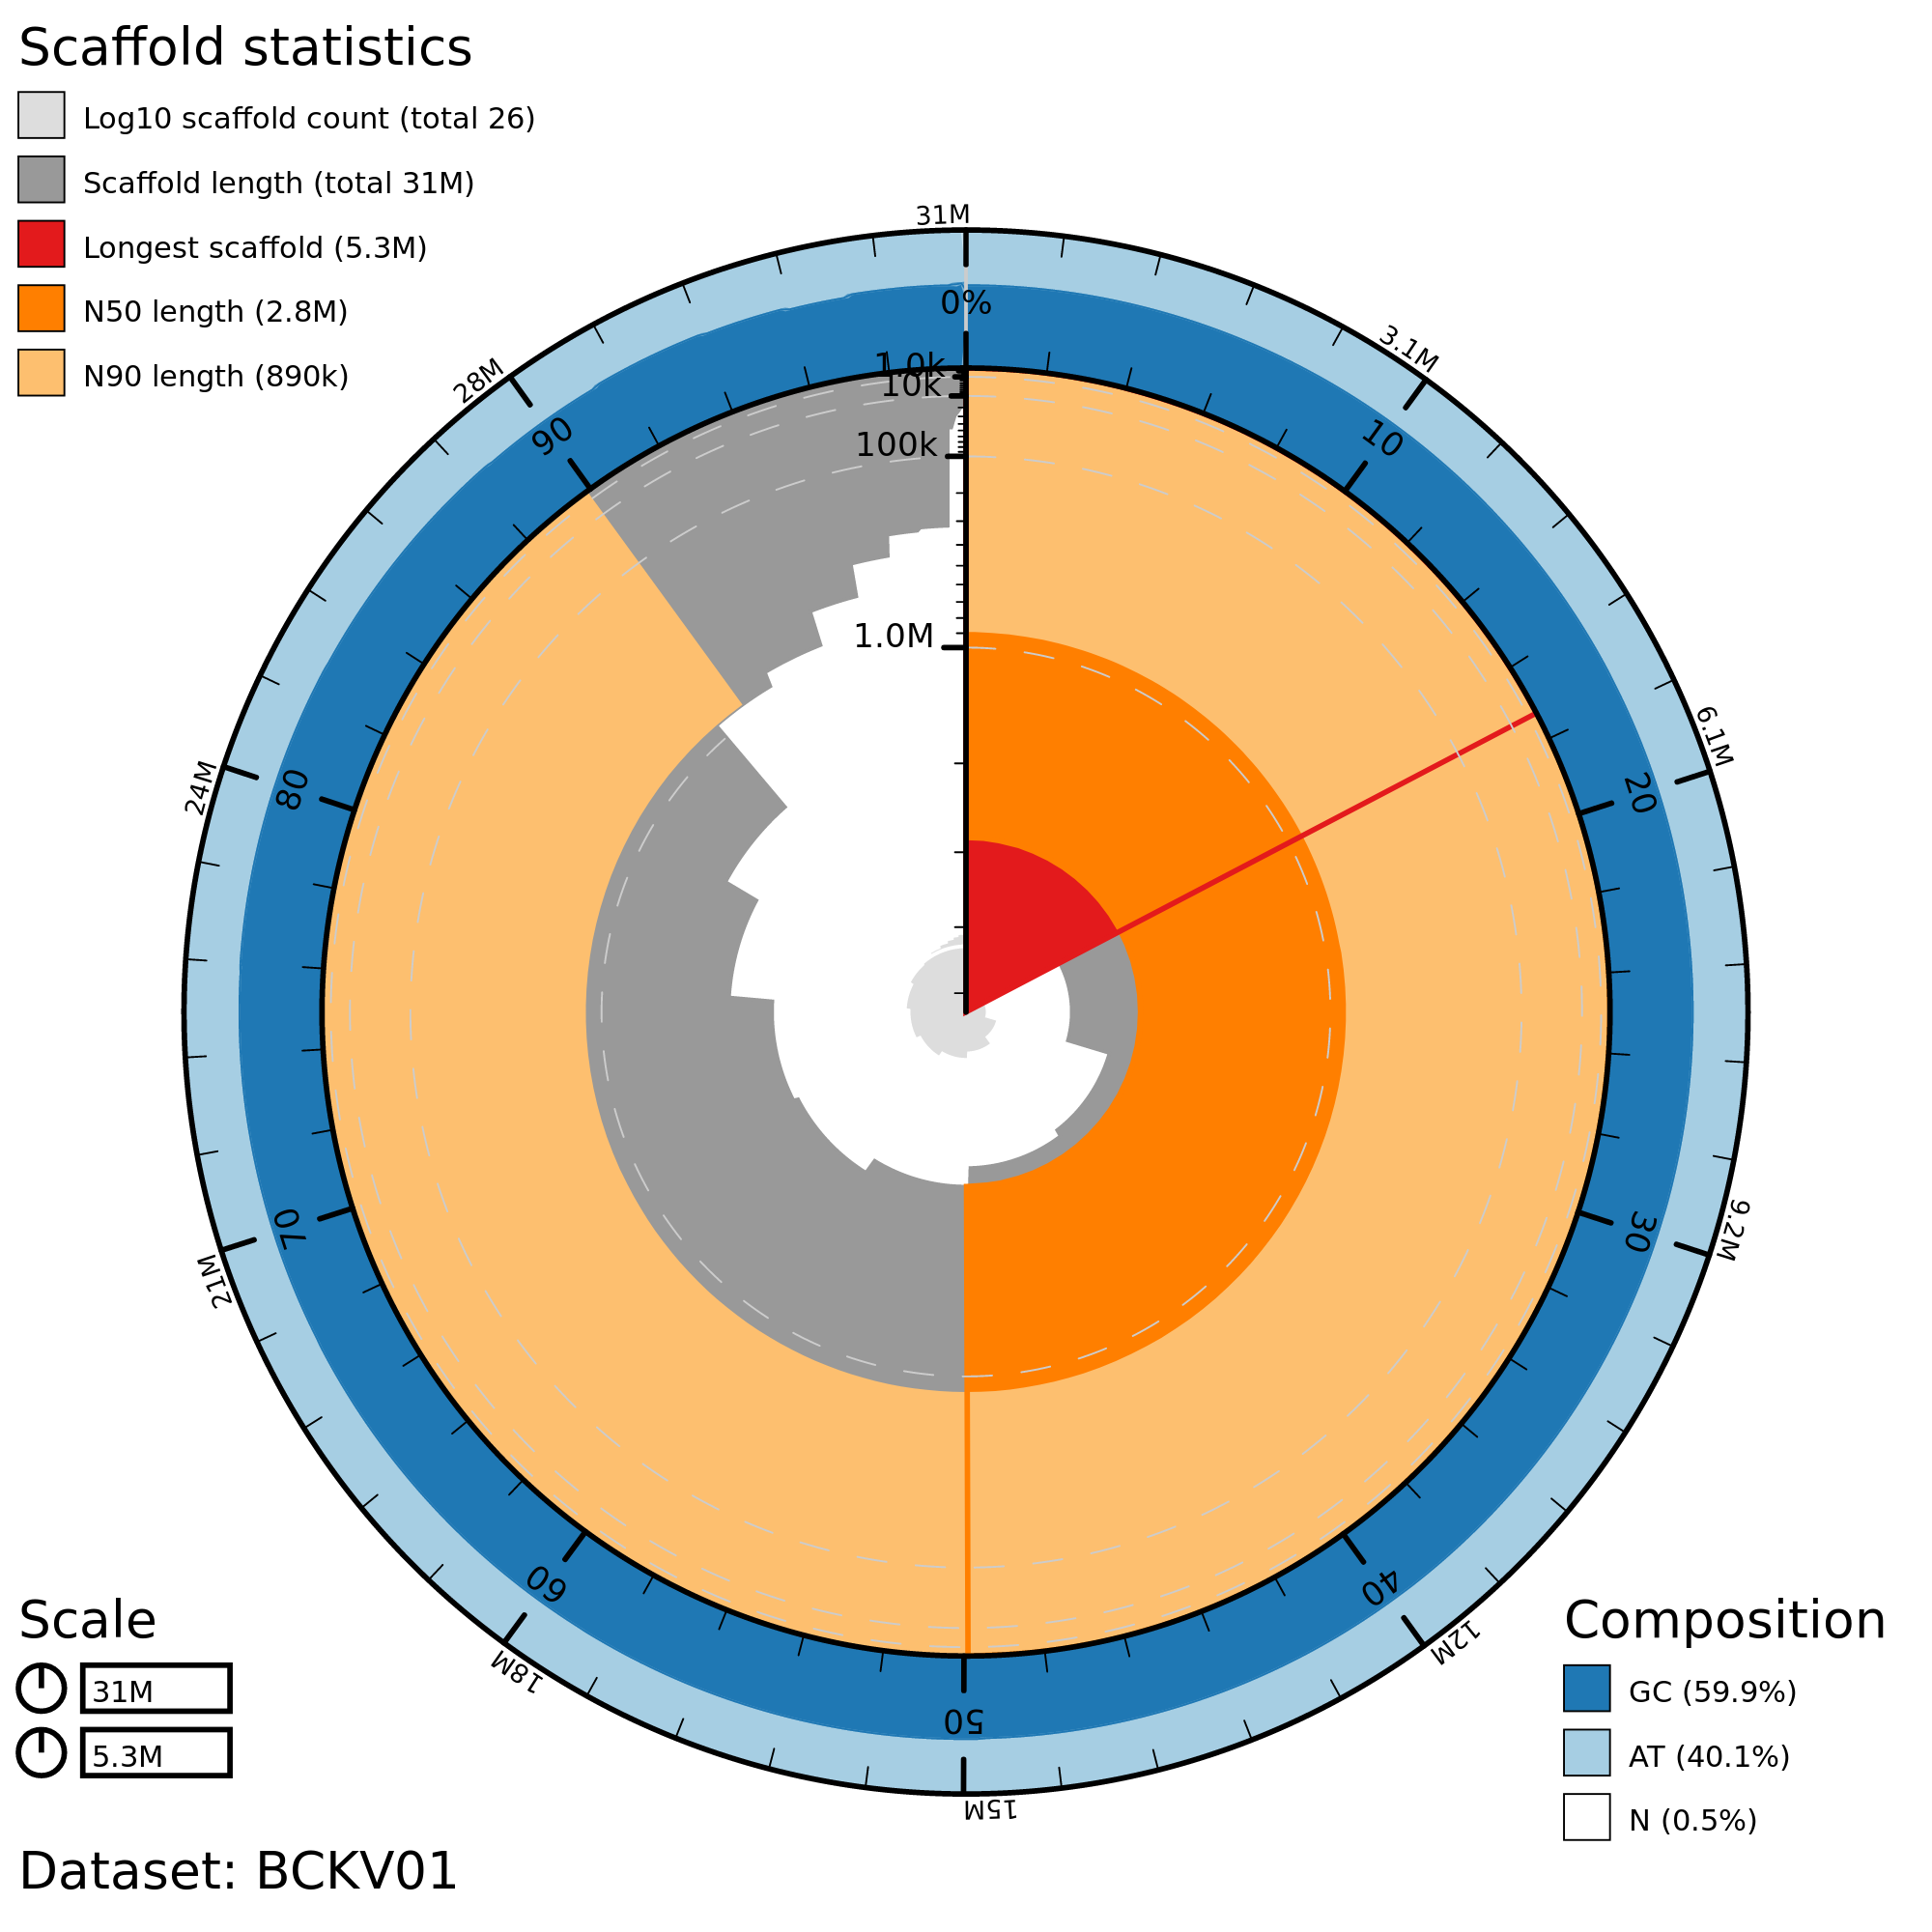 Scaffold statistics
Log10 scaffold count (total 26)
Scaffold length (total 31M)
Longest scaffold (5.3M)
N50 length (2.8M)
N90 length (890k)
31M
3.1M
6.1M
9.2M
12M
15M
18M
21M
24M
28M
0%
10
20
30
40
50
60
70
80
90
1.0k
10k
100k
1.0M
Scale
31M
5.3M
Composition
GC (59.9%)
AT (40.1%)
N (0.5%)
Dataset: BCKV01